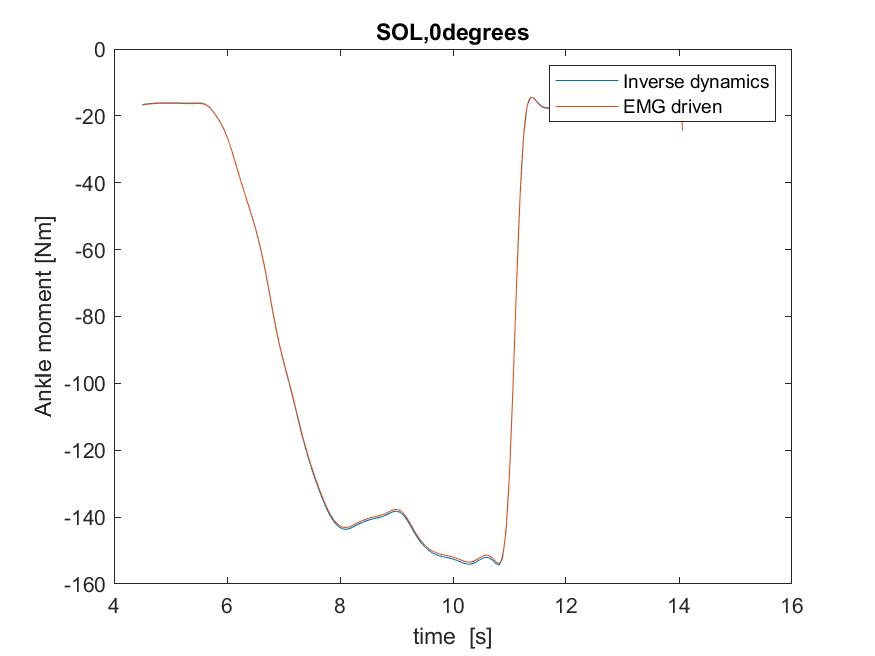 SOL,0degrees
Inverse dynamics
EMG driven
0
-20
-40
-60
-80
-100
-120
-140
-160
Ankle moment [Nm]
4 6 8 10 12 14 16
time [s]